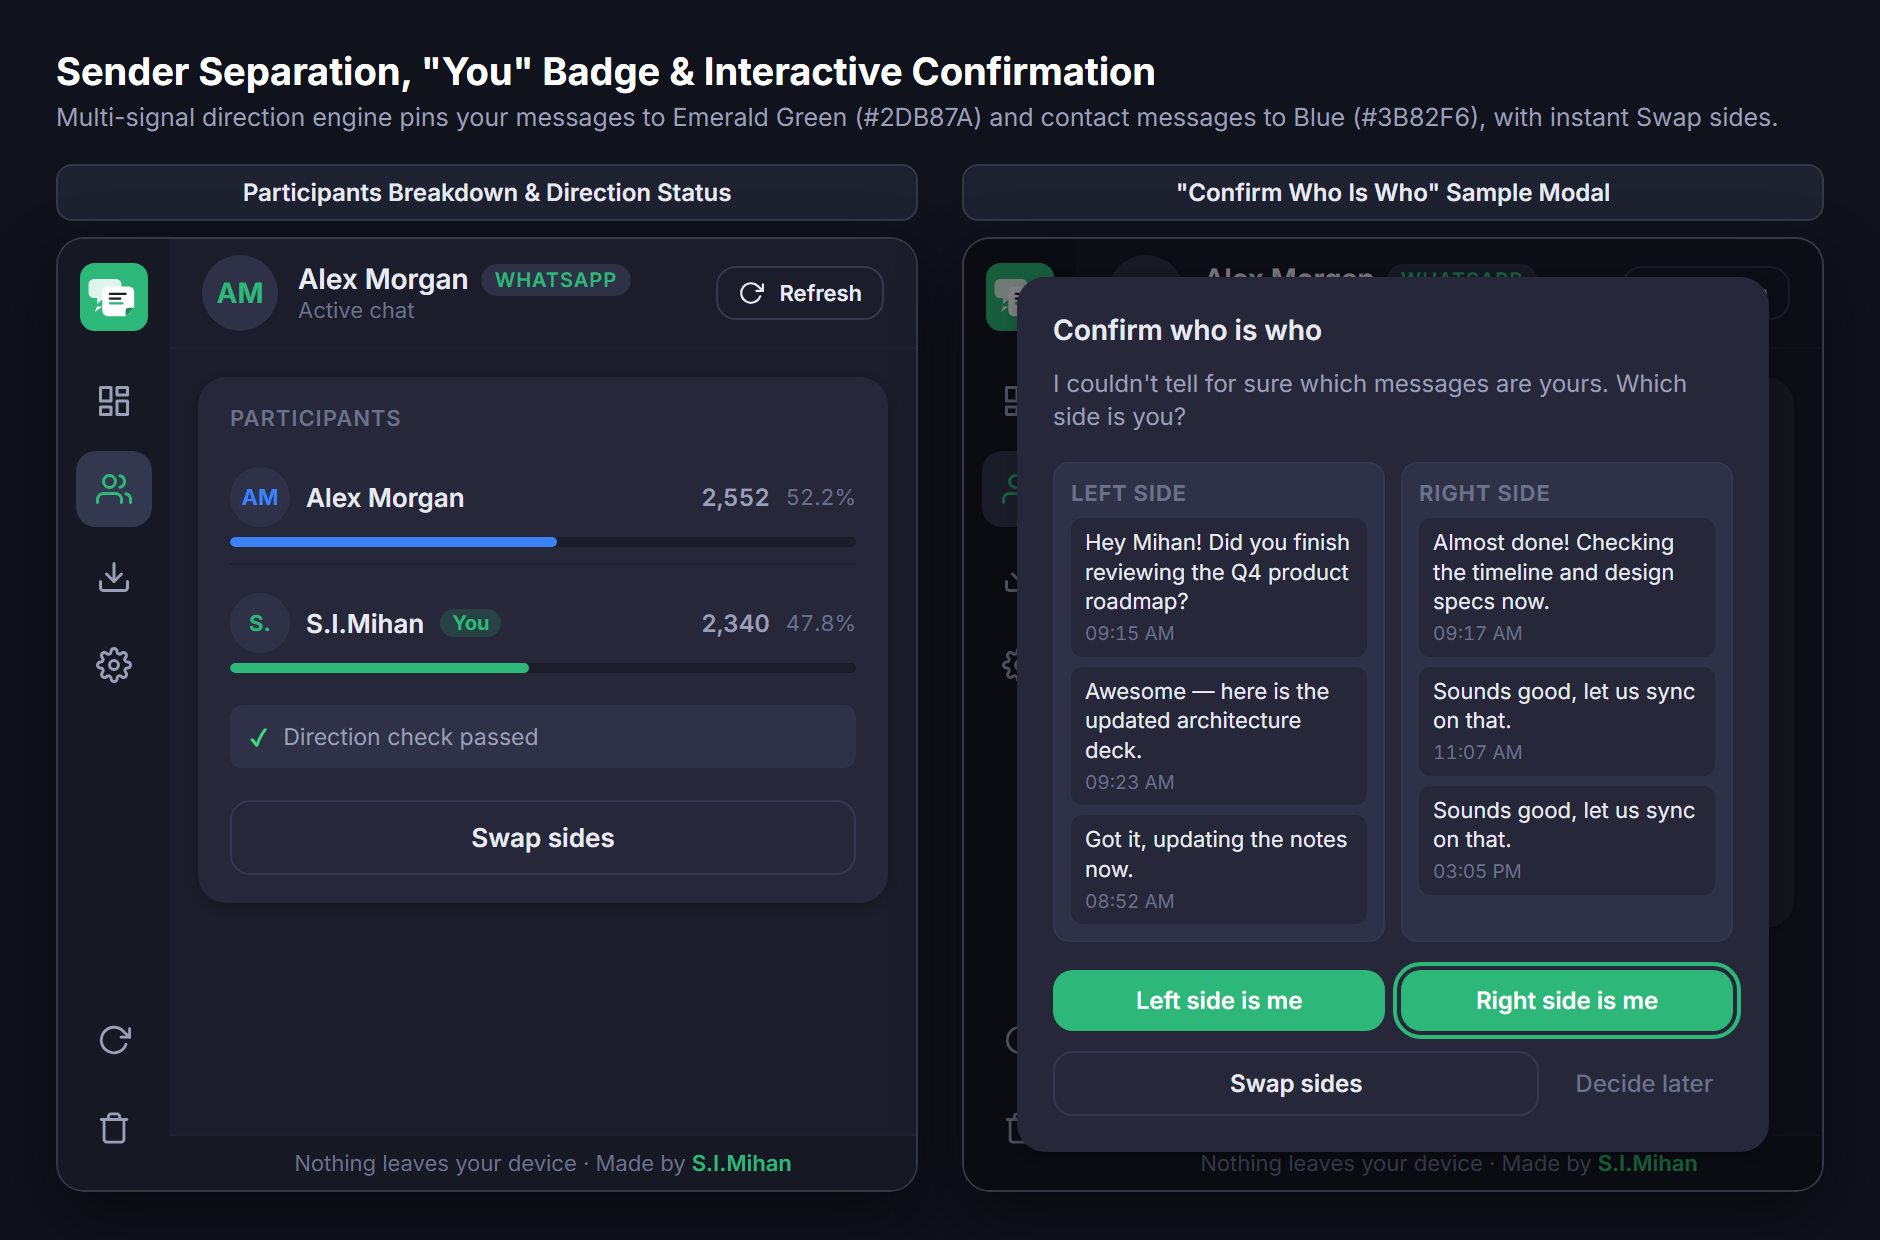 Sender Separation, "You" Badge & Interactive Confirmation
Multi-signal direction engine pins your messages to Emerald Green (#2DB87A) and contact messages to Blue (#3B82F6), with instant Swap sides.
Participants Breakdown & Direction Status
AM
Alex Morgan
WHATSAPP
Active chat
Refresh
PARTICIPANTS
AM
Alex Morgan
2,552
52.2%
S.
S.I.Mihan
You
2,340
47.8%
✓ Direction check passed
Swap sides
Nothing leaves your device · Made by S.I.Mihan
"Confirm Who Is Who" Sample Modal
Alex Morgan
WHATSAPP
Confirm who is who
I couldn't tell for sure which messages are yours. Which
side is you?
LEFT SIDE
Hey Mihan! Did you finish
reviewing the Q4 product
roadmap?
09:15 AM
Awesome — here is the
updated architecture
deck.
09:23 AM
Got it, updating the notes
now.
08:52 AM
RIGHT SIDE
Almost done! Checking
the timeline and design
specs now.
09:17 AM
Sounds good, let us sync
on that.
11:07 AM
Sounds good, let us sync
on that.
03:05 PM
Left side is me
Right side is me
Swap sides
Decide later
Nothing leaves your device · Made by S.I.Mihan